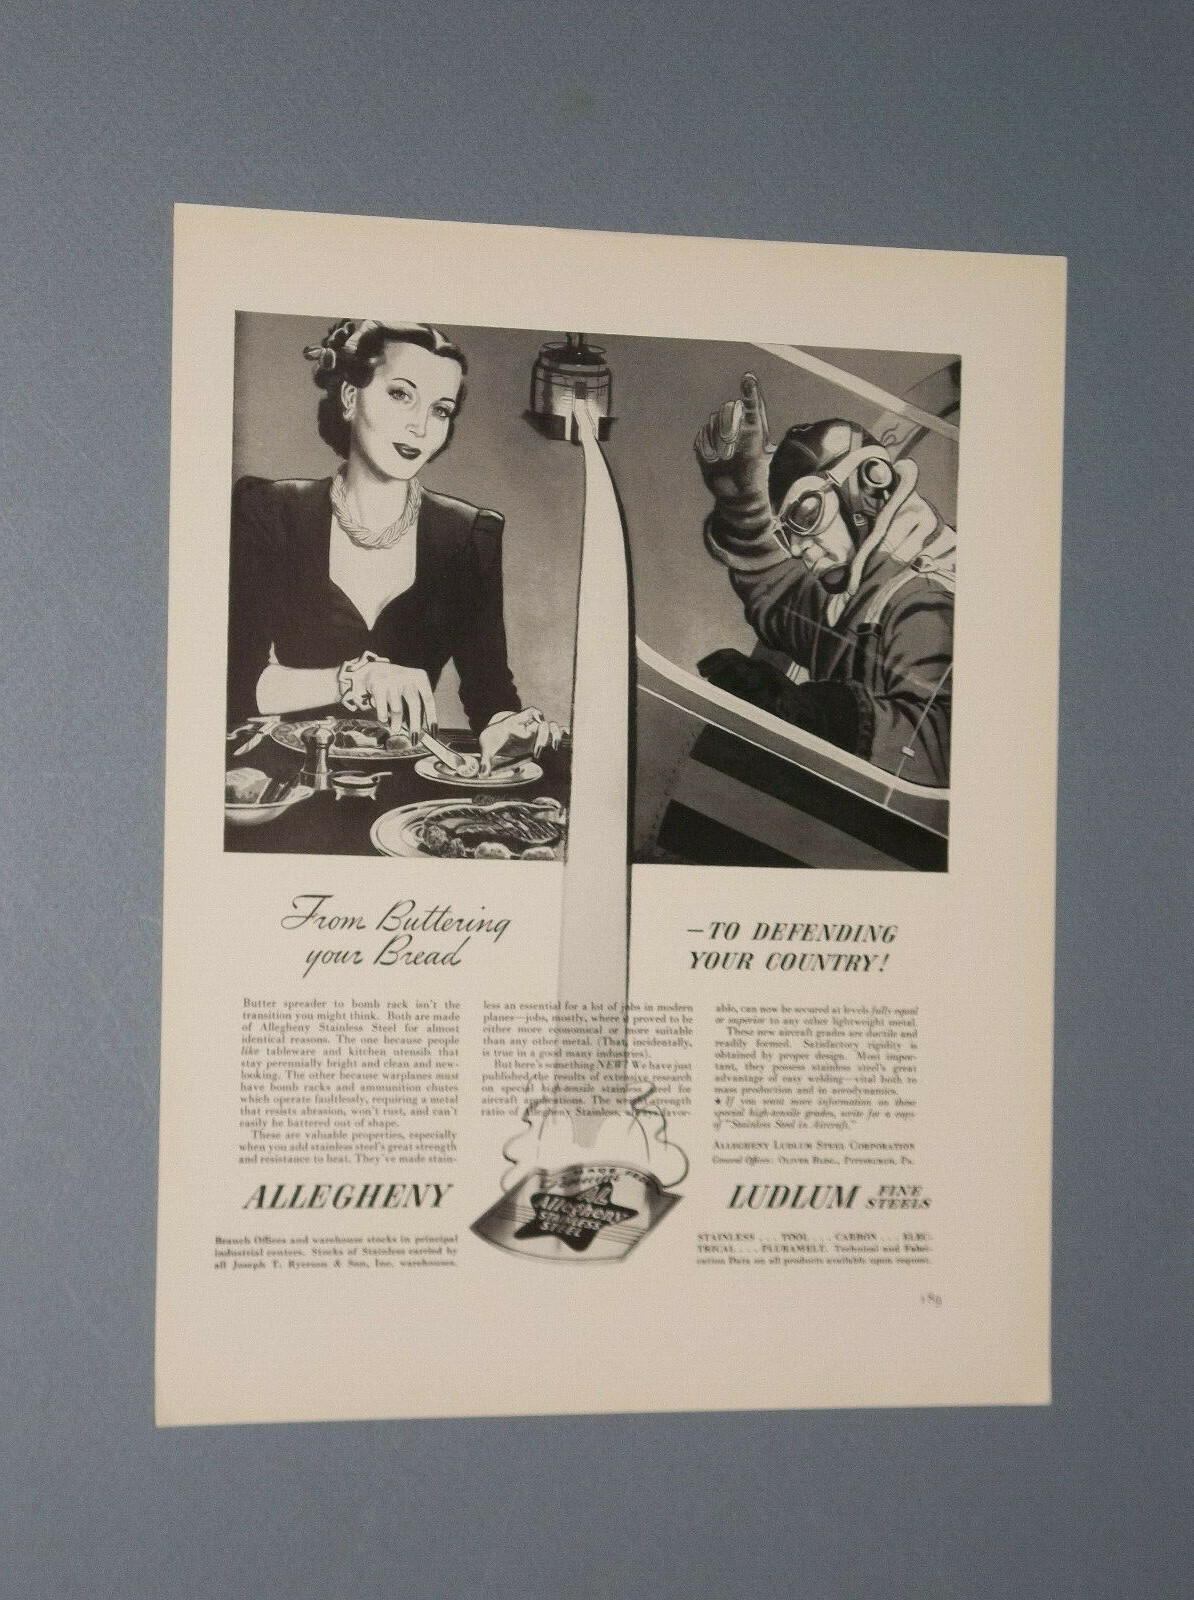 From Buttering
your Bread
—TO DEFENDING
YOUR COUNTRY!
Butter spreader to bomb rack isn't the
transition you might think. Both are made
of Allegheny Stainless Steel for almost
identical reasons. The one because people
like tableware and kitchen utensils that
stay perennially bright and clean and new-
looking. The other because warplanes must
have bomb racks and ammunition chutes
which operate faultlessly, requiring a metal
that resists abrasion, won't rust, and can't
easily be battered out of shape.
These are valuable properties, especially
when you add stainless steel's great strength
and resistance to heat. They've made stain-
less an essential for a lot of jobs in modern
planes—jobs, mostly, where it proved to be
either more economical or more suitable
than any other metal. (That, incidentally,
is true in a good many industries).
But here's something NEW! We have just
published the results of extensive research
on special high-tensile stainless steel for
aircraft applications. The weight-strength
ratio of Allegheny Stainless, always favor-
able, can now be secured at levels fully equal
or superior to any other lightweight metal.
These new aircraft grades are ductile and
readily formed. Satisfactory rigidity is
obtained by proper design. Most impor-
tant, they possess stainless steel's great
advantage of easy welding—vital both to
mass production and in aerodynamics.
★ If you want more information on these
special high-tensile grades, write for a copy
of "Stainless Steel in Aircraft."
ALLEGHENY LUDLUM STEEL CORPORATION
General Offices: OLIVER BLDG., PITTSBURGH, PA.
ALLEGHENY
LUDLUM FINE STEELS
MADE FROM
AL
Allegheny
STAINLESS
STEEL
Branch Offices and warehouse stocks in principal
industrial centers. Stocks of Stainless carried by
all Joseph T. Ryerson & Son, Inc. warehouses.
STAINLESS . . . TOOL . . . CARBON . . . ELEC-
TRICAL . . . PLURAMELT. Technical and Fabri-
cation Data on all products available upon request.
189